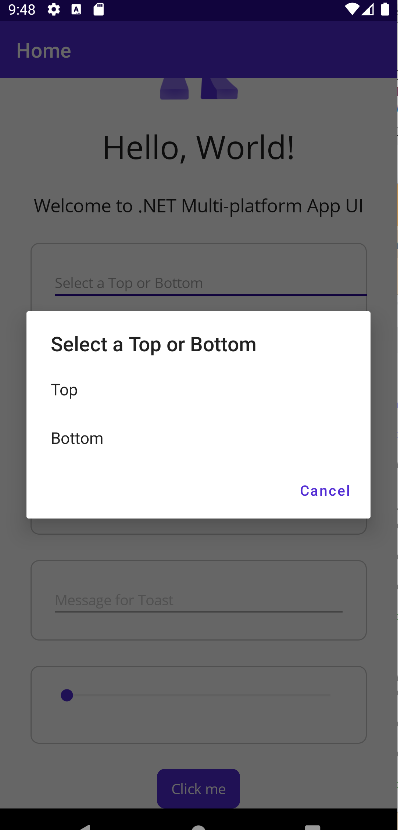 9:48
Home
Hello, World!
Welcome to .NET Multi-platform App UI
Select a Top or Bottom
Select a Top or Bottom
Top
Bottom
Cancel
Message for Toast
Click me